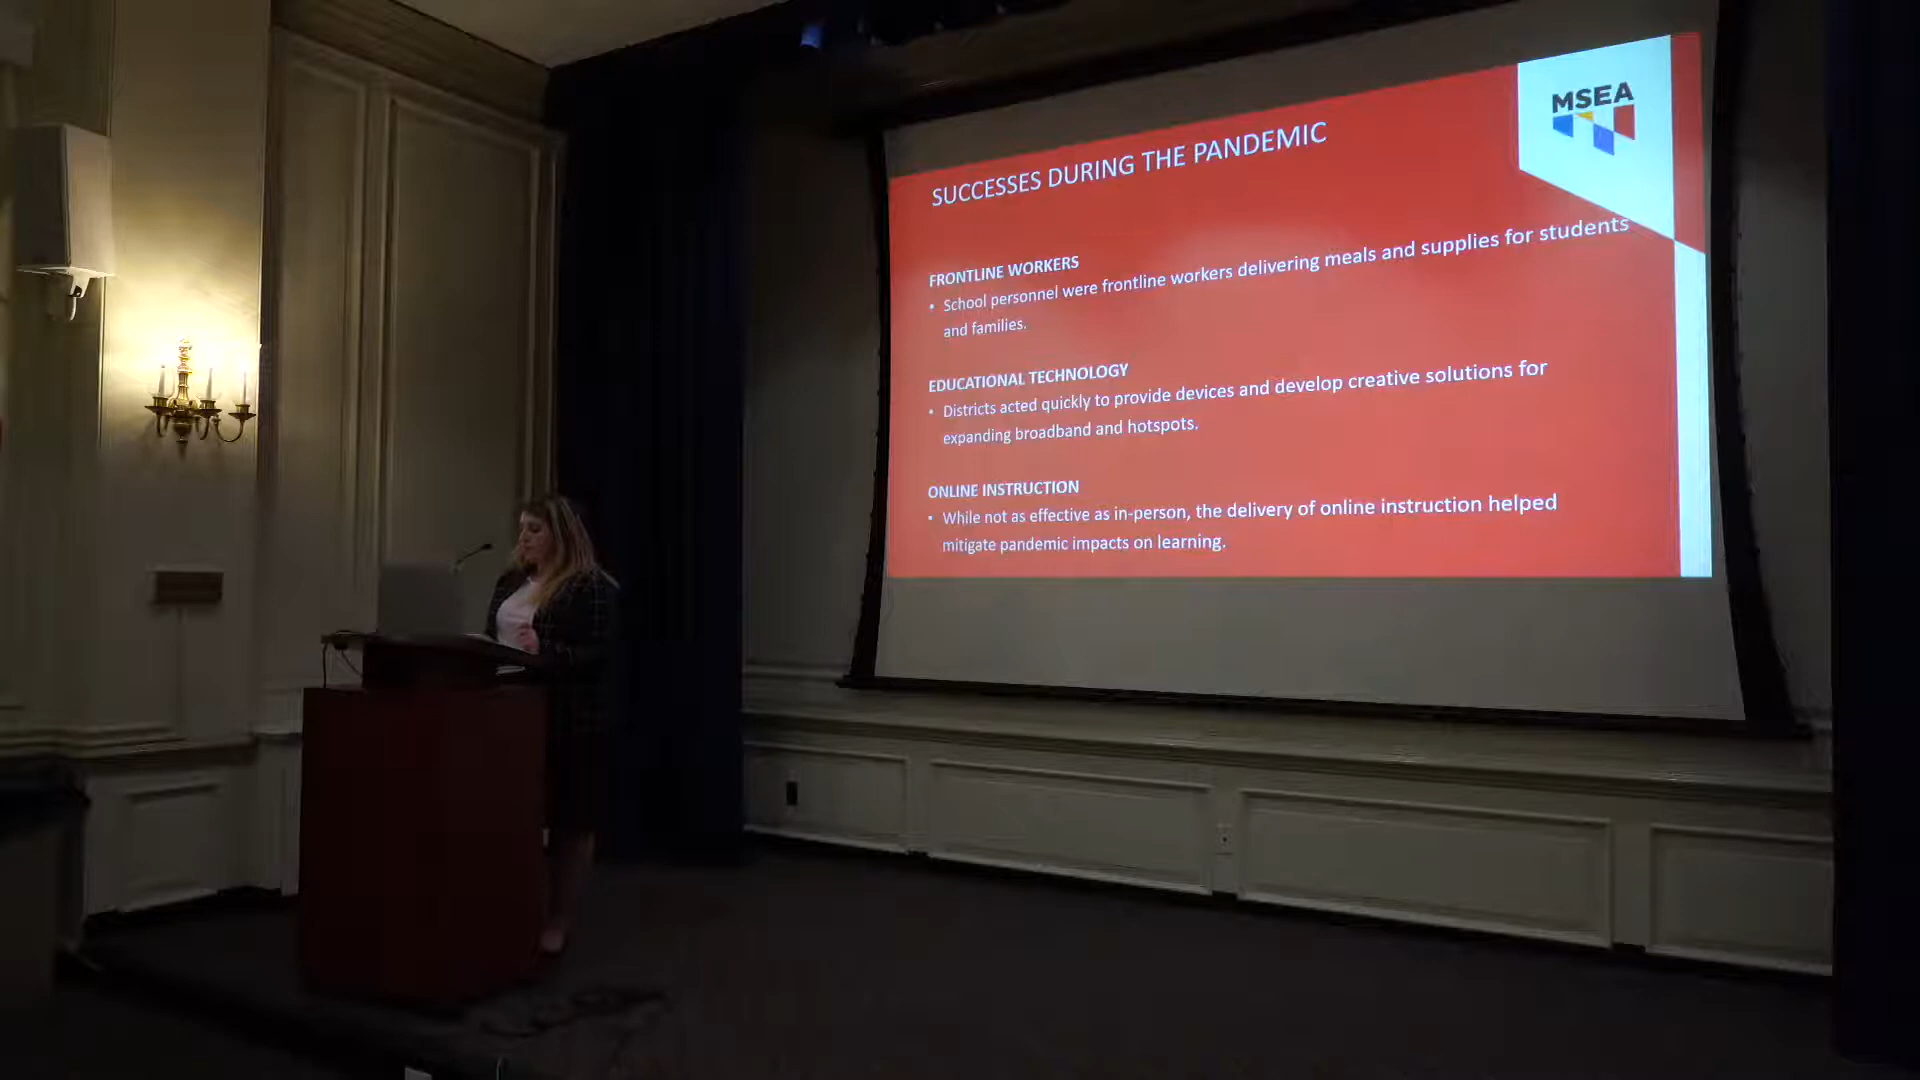 MSEA
SUCCESSES DURING THE PANDEMIC
FRONTLINE WORKERS
• School personnel were frontline workers delivering meals and supplies for students
and families.
EDUCATIONAL TECHNOLOGY
• Districts acted quickly to provide devices and develop creative solutions for
expanding broadband and hotspots.
ONLINE INSTRUCTION
• While not as effective as in-person, the delivery of online instruction helped
mitigate pandemic impacts on learning.